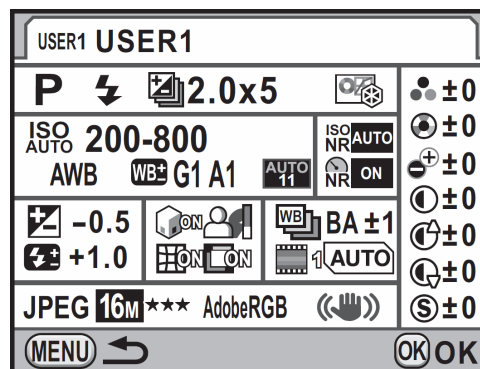 USER1 USER1
P 2.0x5
±0
ISO AUTO 200-800
ISO NR AUTO
±0
AWB WB± G1 A1 AUTO 11
NR ON
±0
±0
-0.5 ON WB BA ±1
±0
+1.0 ON ON 1 AUTO
±0
JPEG 16M ★★★ AdobeRGB
S ±0
MENU OK OK